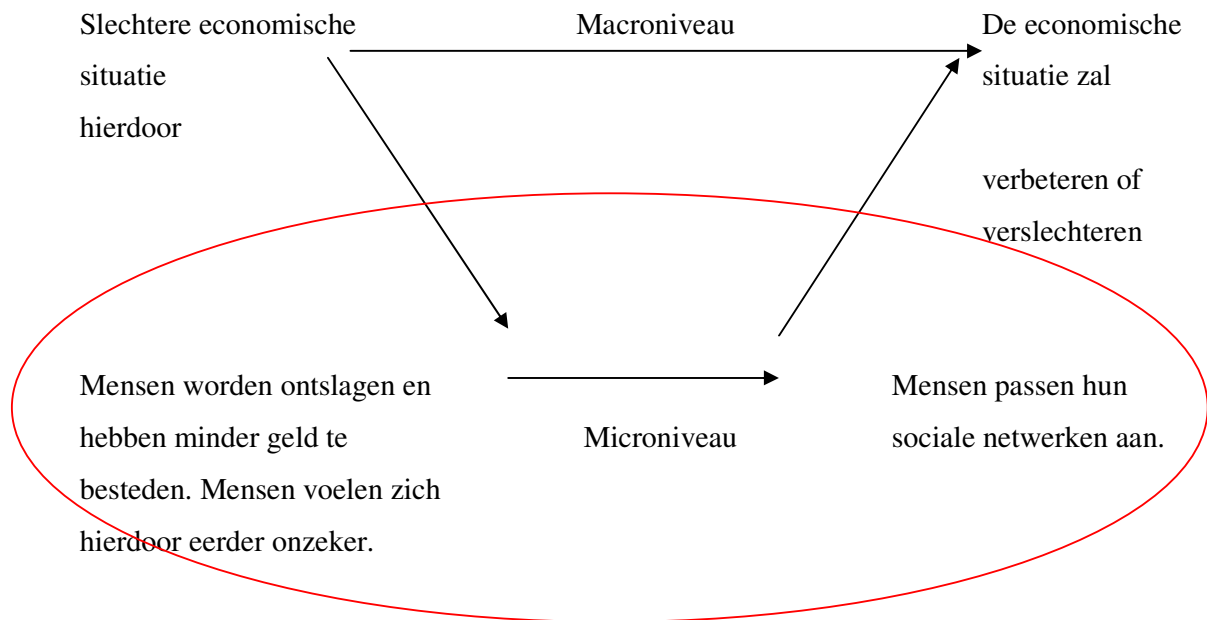 Slechtere economische
situatie
hierdoor
Macroniveau
De economische
situatie zal
verbeteren of
verslechteren
Mensen worden ontslagen en
hebben minder geld te
besteden. Mensen voelen zich
hierdoor eerder onzeker.
Microniveau
Mensen passen hun
sociale netwerken aan.